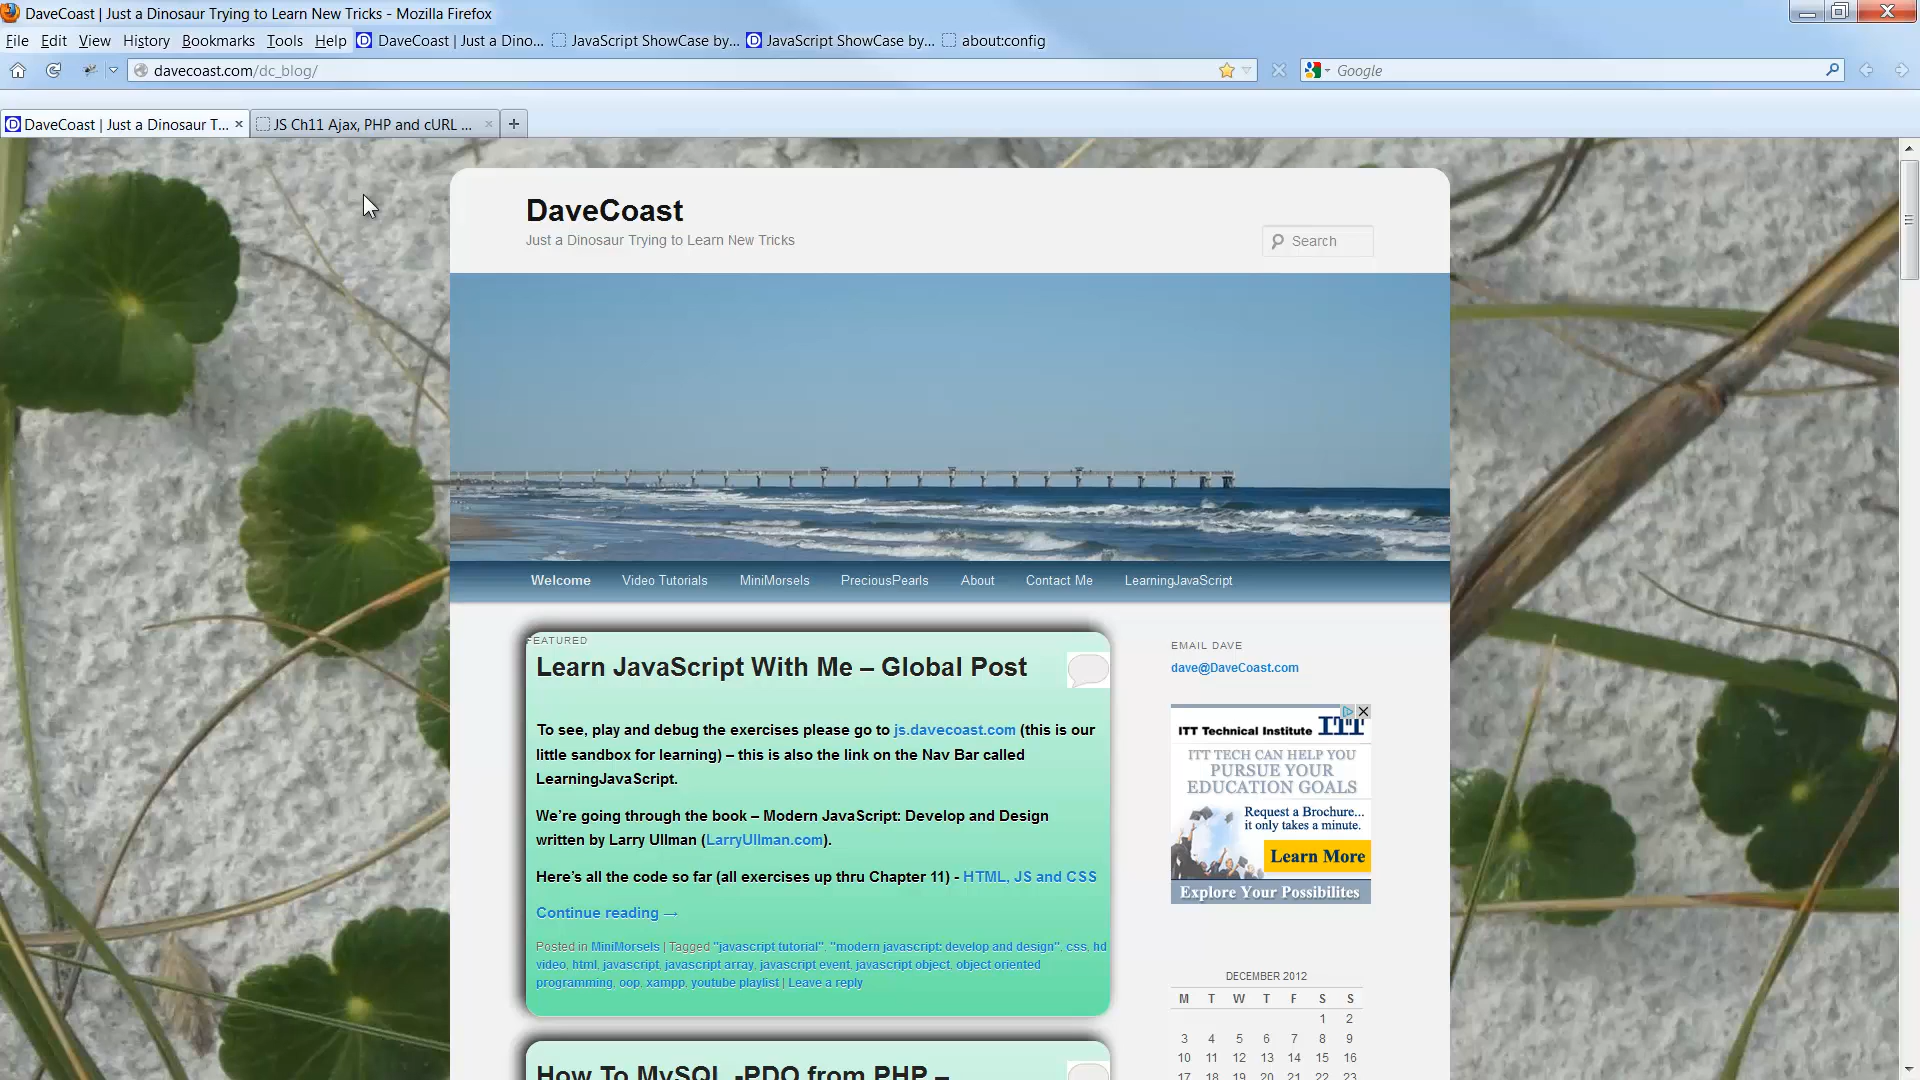 DaveCoast | Just a Dinosaur Trying to Learn New Tricks - Mozilla Firefox
File Edit View History Bookmarks Tools Help DaveCoast | Just a Dino... JavaScript ShowCase by... JavaScript ShowCase by... about:config
davecoast.com/dc_blog/ Google
DaveCoast | Just a Dinosaur T... JS Ch11 Ajax, PHP and cURL ...
DaveCoast
Just a Dinosaur Trying to Learn New Tricks
Search
Welcome Video Tutorials MiniMorsels PreciousPearls About Contact Me LearningJavaScript
FEATURED
Learn JavaScript With Me – Global Post
To see, play and debug the exercises please go to js.davecoast.com (this is our
little sandbox for learning) – this is also the link on the Nav Bar called
LearningJavaScript.
We're going through the book – Modern JavaScript: Develop and Design
written by Larry Ullman (LarryUllman.com).
Here's all the code so far (all exercises up thru Chapter 11) - HTML, JS and CSS
Continue reading →
Posted in MiniMorsels | Tagged "javascript tutorial", "modern javascript: develop and design", css, hd
video, html, javascript, javascript array, javascript event, javascript object, object oriented
programming, oop, xampp, youtube playlist | Leave a reply
How To MySQL -PDO from PHP –
EMAIL DAVE
dave@DaveCoast.com
ITT Technical Institute ITT
ITT TECH CAN HELP YOU
PURSUE YOUR
EDUCATION GOALS
Request a Brochure...
it only takes a minute.
Learn More
Explore Your Possibilites
DECEMBER 2012
M T W T F S S
1 2
3 4 5 6 7 8 9
10 11 12 13 14 15 16
17 18 19 20 21 22 23